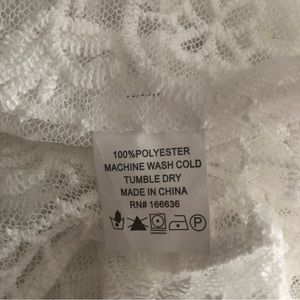 100%POLYESTER
MACHINE WASH COLD
TUMBLE DRY
MADE IN CHINA
RN# 166636
P